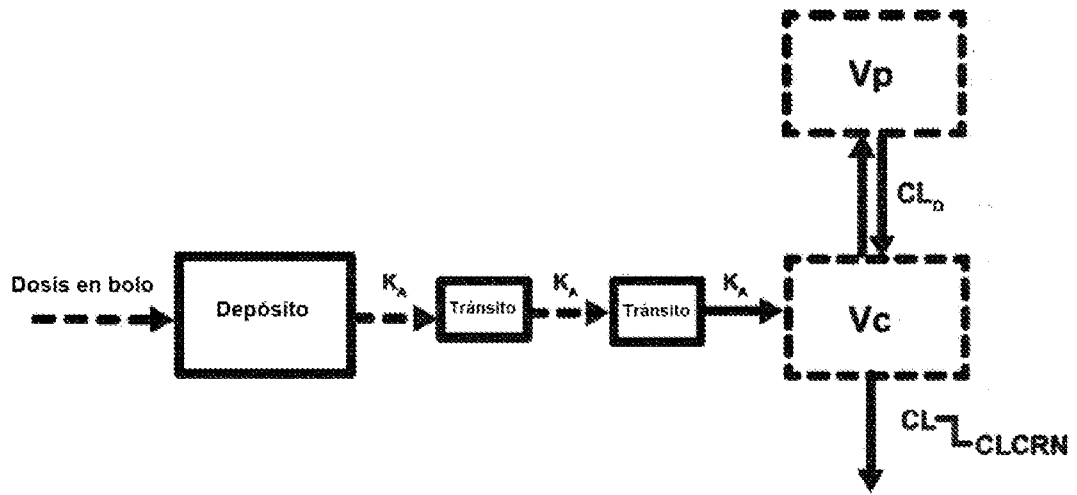 Vp
CL_D
Dosis en bolo
Depósito
K_A
Tránsito
K_A
Tránsito
K_A
Vc
CL
CLCRN